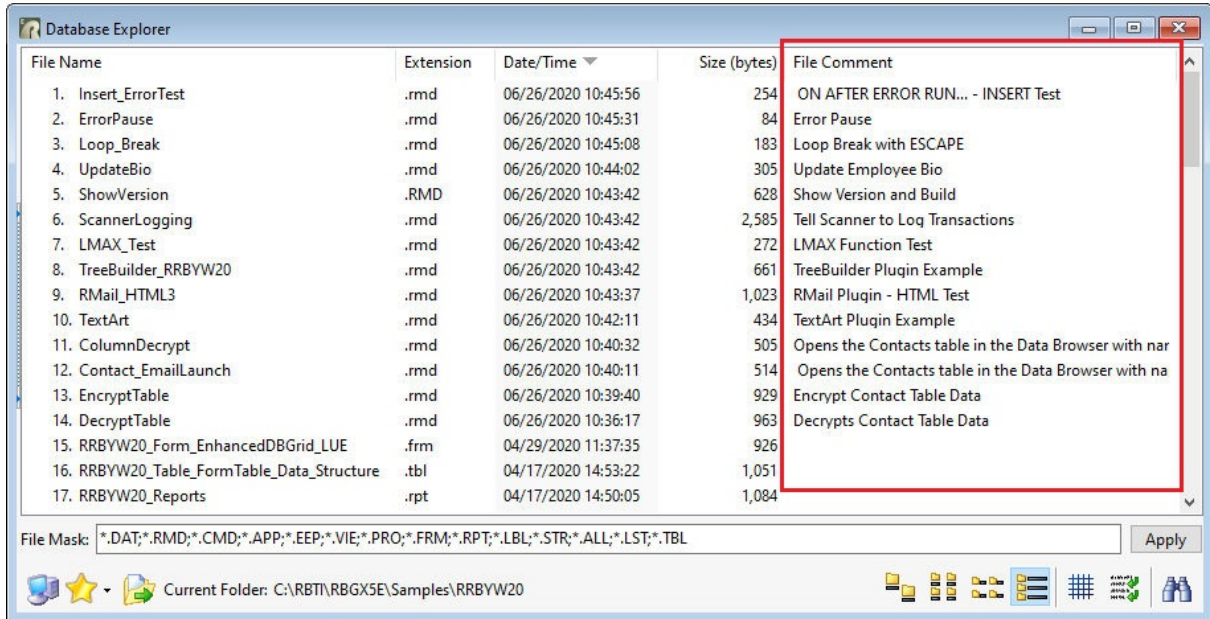 Database Explorer
File Name Extension Date/Time Size (bytes) File Comment
1. Insert_ErrorTest .rmd 06/26/2020 10:45:56 254 ON AFTER ERROR RUN... - INSERT Test
2. ErrorPause .rmd 06/26/2020 10:45:31 84 Error Pause
3. Loop_Break .rmd 06/26/2020 10:45:08 183 Loop Break with ESCAPE
4. UpdateBio .rmd 06/26/2020 10:44:02 305 Update Employee Bio
5. ShowVersion .RMD 06/26/2020 10:43:42 628 Show Version and Build
6. ScannerLogging .rmd 06/26/2020 10:43:42 2,585 Tell Scanner to Log Transactions
7. LMAX_Test .rmd 06/26/2020 10:43:42 272 LMAX Function Test
8. TreeBuilder_RRBYW20 .rmd 06/26/2020 10:43:42 661 TreeBuilder Plugin Example
9. RMail_HTML3 .rmd 06/26/2020 10:43:37 1,023 RMail Plugin - HTML Test
10. TextArt .rmd 06/26/2020 10:42:11 434 TextArt Plugin Example
11. ColumnDecrypt .rmd 06/26/2020 10:40:32 505 Opens the Contacts table in the Data Browser with nar
12. Contact_EmailLaunch .rmd 06/26/2020 10:40:11 514 Opens the Contacts table in the Data Browser with na
13. EncryptTable .rmd 06/26/2020 10:39:40 929 Encrypt Contact Table Data
14. DecryptTable .rmd 06/26/2020 10:36:17 963 Decrypts Contact Table Data
15. RRBYW20_Form_EnhancedDBGrid_LUE .frm 04/29/2020 11:37:35 926
16. RRBYW20_Table_FormTable_Data_Structure .tbl 04/17/2020 14:53:22 1,051
17. RRBYW20_Reports .rpt 04/17/2020 14:50:05 1,084
File Mask: *.DAT;*.RMD;*.CMD;*.APP;*.EEP;*.VIE;*.PRO;*.FRM;*.RPT;*.LBL;*.STR;*.ALL;*.LST;*.TBL Apply
Current Folder: C:\RBTI\RBGX5E\Samples\RRBYW20